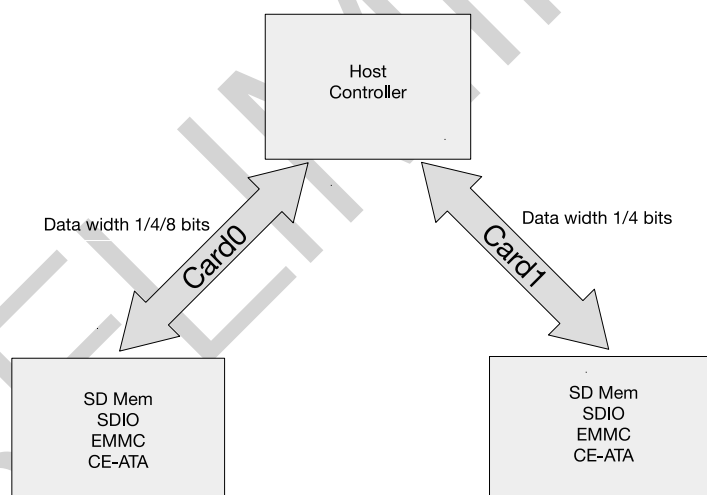 Host
Controller
Data width 1/4/8 bits
Card0
Card1
Data width 1/4 bits
SD Mem
SDIO
EMMC
CE-ATA
SD Mem
SDIO
EMMC
CE-ATA